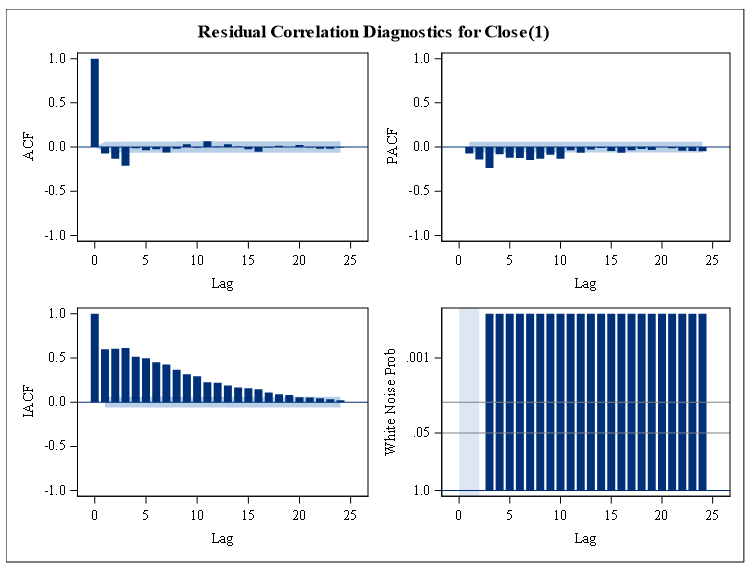 Residual Correlation Diagnostics for Close(1)
1.0
0.5
0.0
-0.5
-1.0
ACF
0 5 10 15 20 25
Lag
1.0
0.5
0.0
-0.5
-1.0
PACF
0 5 10 15 20 25
Lag
1.0
0.5
0.0
-0.5
-1.0
IACF
0 5 10 15 20 25
Lag
.001
.05
1.0
White Noise Prob
0 5 10 15 20 25
Lag